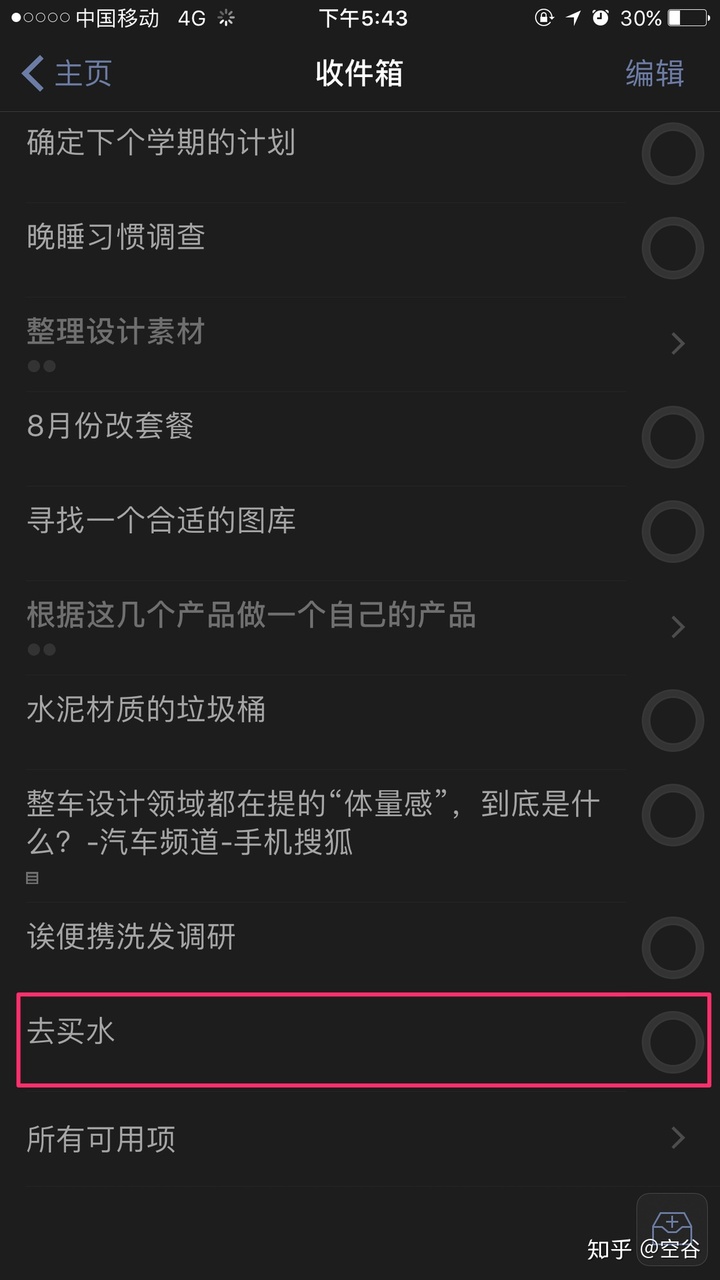 中国移动 4G 下午5:43 30%
主页 收件箱 编辑
确定下个学期的计划
晚睡习惯调查
整理设计素材
8月份改套餐
寻找一个合适的图库
根据这几个产品做一个自己的产品
水泥材质的垃圾桶
整车设计领域都在提的“体量感”，到底是什
么？-汽车频道-手机搜狐
诶便携洗发调研
去买水
所有可用项
知乎 @空谷